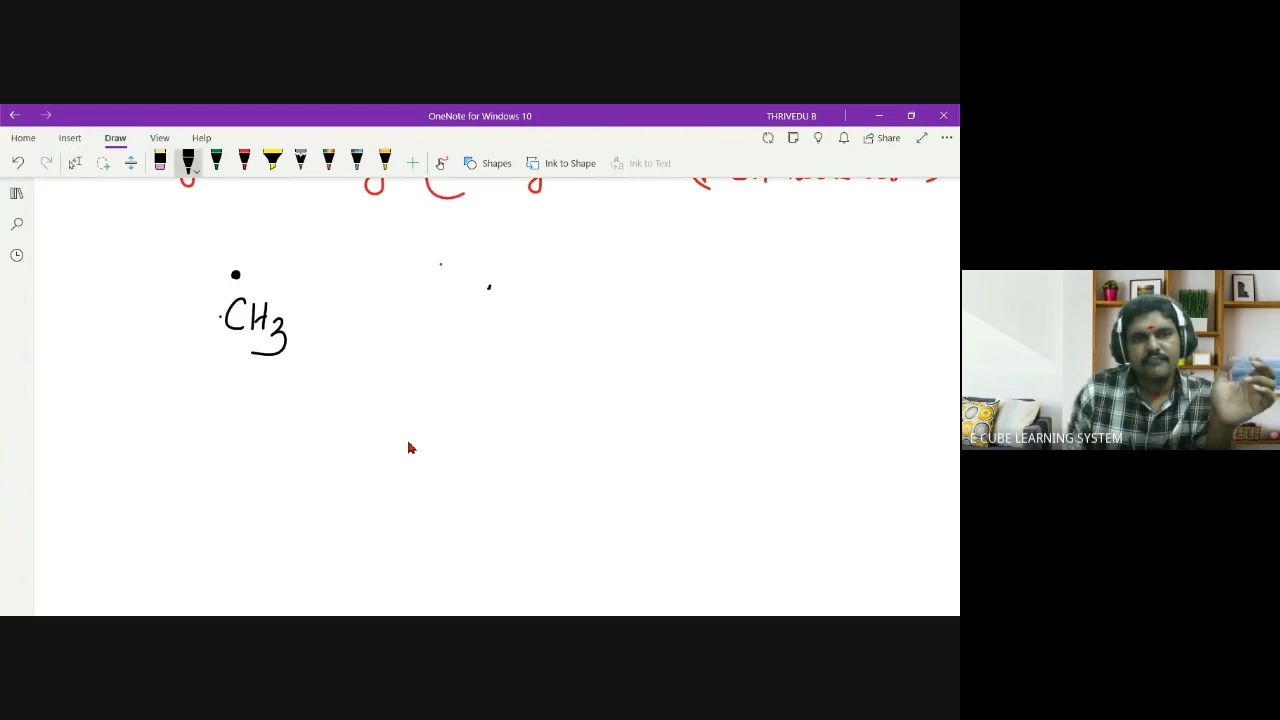 OneNote for Windows 10
THRIVEDU B
Home Insert Draw View Help
Share
Shapes Ink to Shape Ink to Text
•
CH3
E CUBE LEARNING SYSTEM